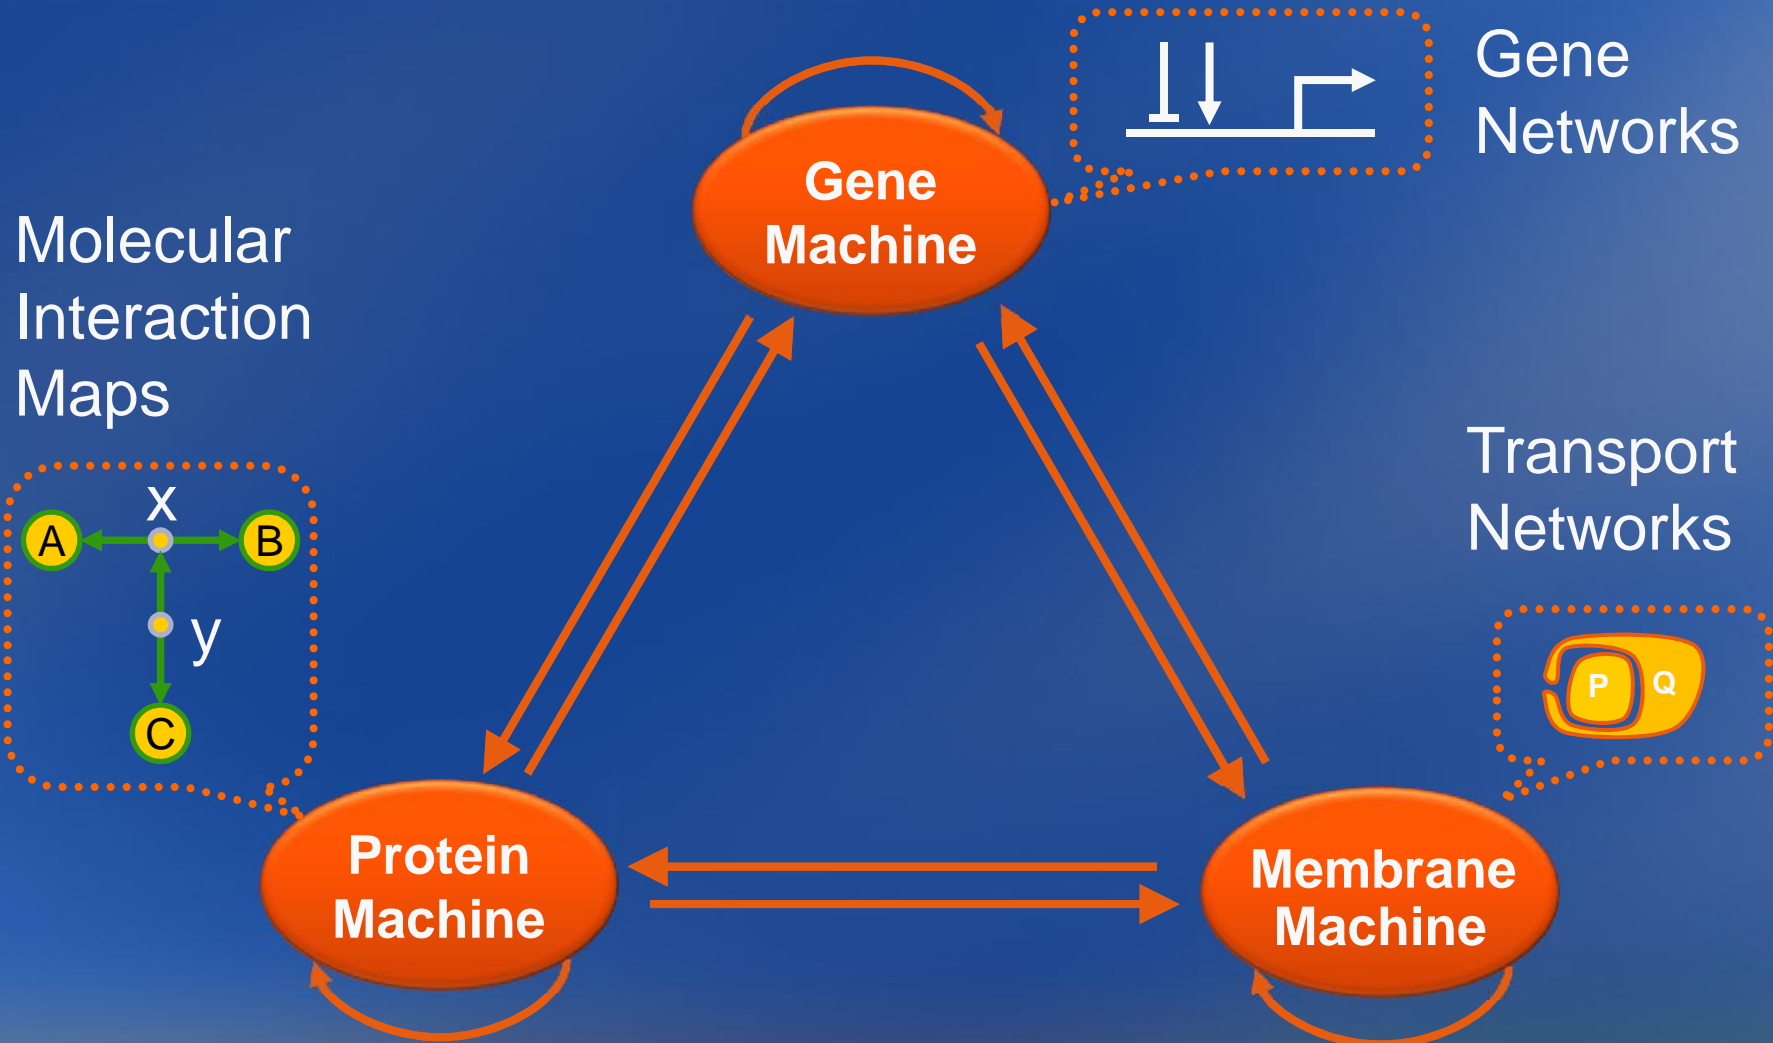 Gene
Networks
Gene
Machine
Molecular
Interaction
Maps
x
A
B
y
C
Transport
Networks
P
Q
Protein
Machine
Membrane
Machine